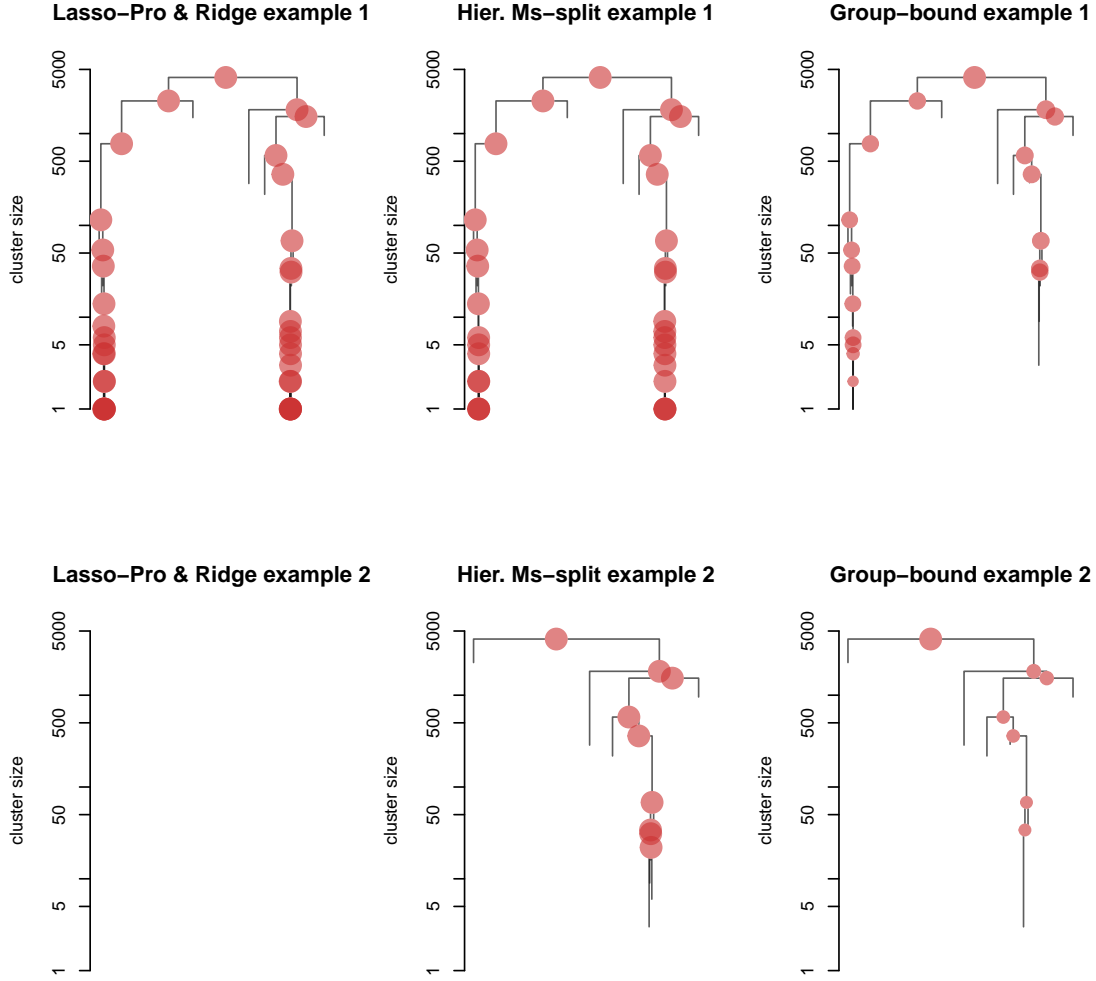 Lasso−Pro & Ridge example 1
cluster size
5000
500
50
5
1
Hier. Ms−split example 1
cluster size
5000
500
50
5
1
Group−bound example 1
cluster size
5000
500
50
5
1
Lasso−Pro & Ridge example 2
cluster size
5000
500
50
5
1
Hier. Ms−split example 2
cluster size
5000
500
50
5
1
Group−bound example 2
cluster size
5000
500
50
5
1